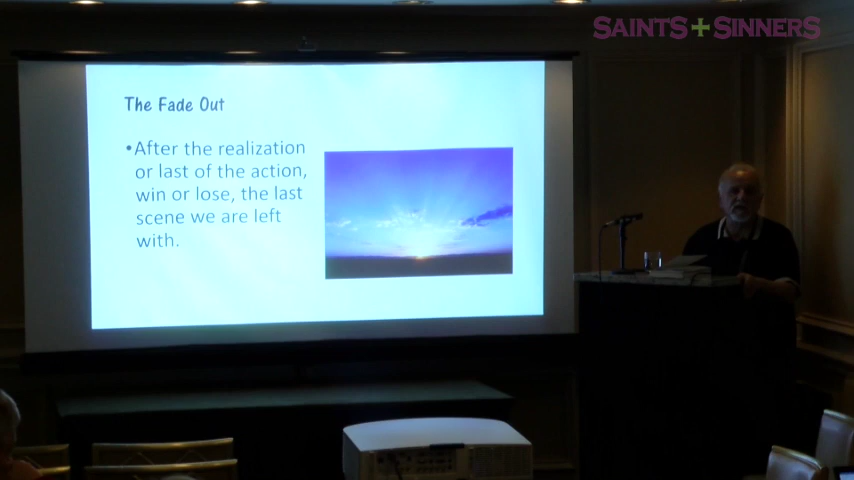 SAINTS+SINNERS
The Fade Out
•After the realization
or last of the action,
win or lose, the last
scene we are left
with.